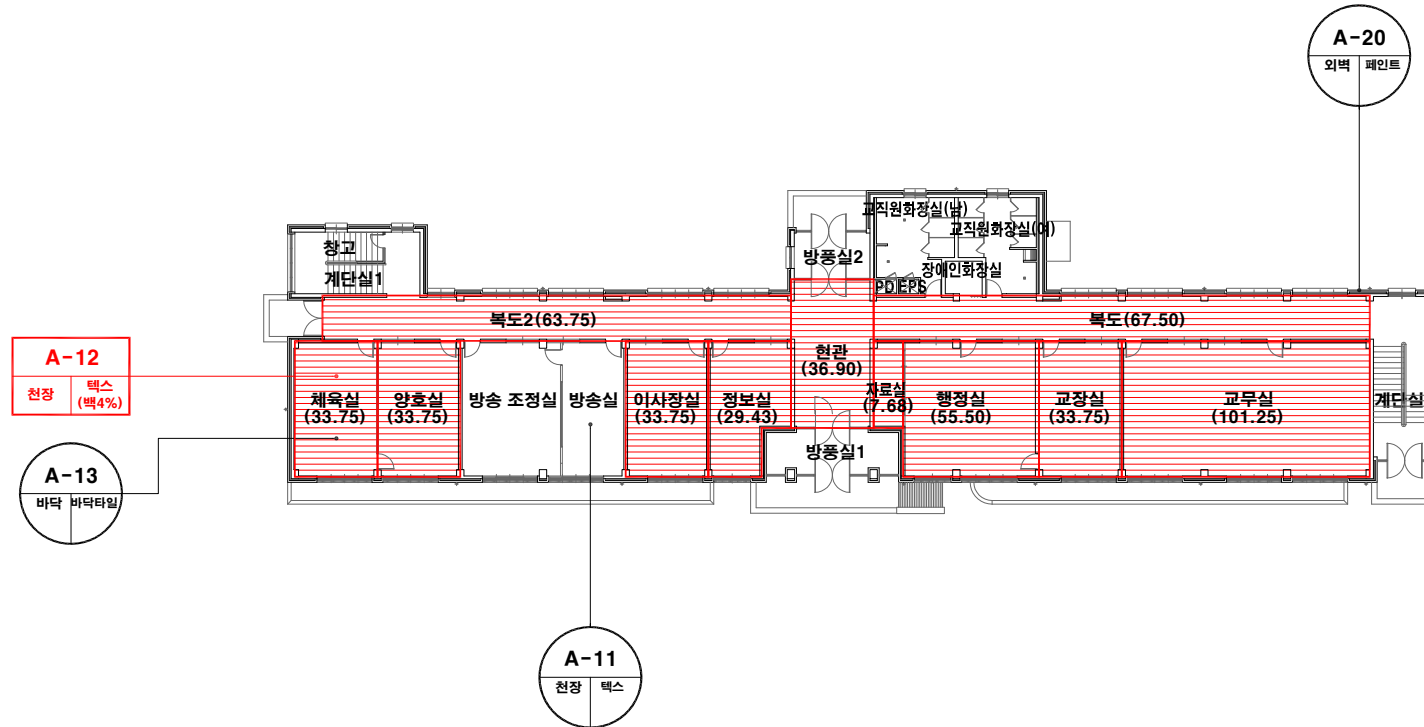 A-20
외벽 페인트
교직원화장실(남)
교직원화장실(여)
창고
방풍실2
장애인화장실
계단실1
PD EPS
복도2(63.75)
복도(67.50)
A-12
천장 텍스
(백4%)
현관
(36.90)
자료실
(7.68)
체육실
(33.75)
양호실
(33.75)
방송 조정실
방송실
이사장실
(33.75)
정보실
(29.43)
행정실
(55.50)
교장실
(33.75)
교무실
(101.25)
계단실
방풍실1
A-13
바닥 바닥타일
A-11
천장 텍스